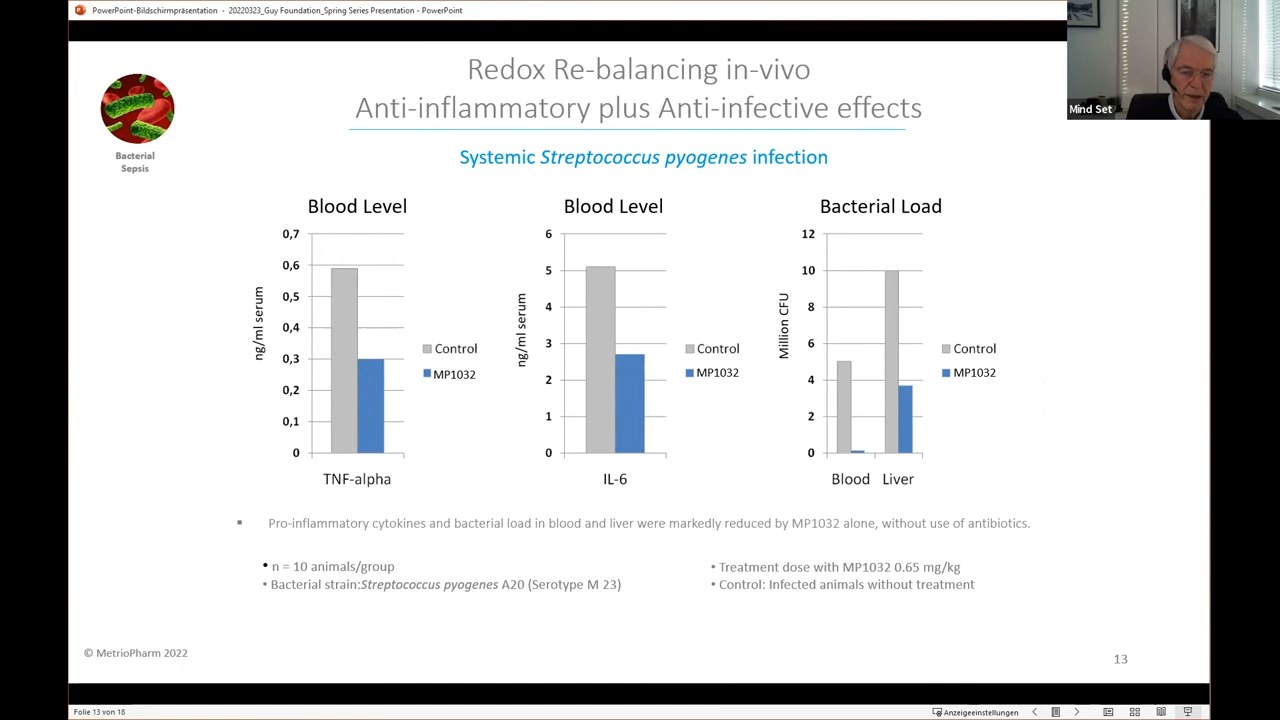 PowerPoint-Bildschirmpräsentation - 20220323_Guy Foundation_Spring Series Presentation - PowerPoint
Mind Set
Redox Re-balancing in-vivo
Anti-inflammatory plus Anti-infective effects
Bacterial
Sepsis
Systemic Streptococcus pyogenes infection
Blood Level
0,7
0,6
0,5
0,4
0,3
0,2
0,1
0
ng/ml serum
TNF-alpha
Control
MP1032
Blood Level
6
5
4
3
2
1
0
ng/ml serum
IL-6
Control
MP1032
Bacterial Load
12
10
8
6
4
2
0
Million CFU
Blood Liver
Control
MP1032
▪ Pro-inflammatory cytokines and bacterial load in blood and liver were markedly reduced by MP1032 alone, without use of antibiotics.
• n = 10 animals/group
• Bacterial strain:Streptococcus pyogenes A20 (Serotype M 23)
• Treatment dose with MP1032 0.65 mg/kg
• Control: Infected animals without treatment
© MetrioPharm 2022
13
Folie 13 von 18
Anzeigeeinstellungen